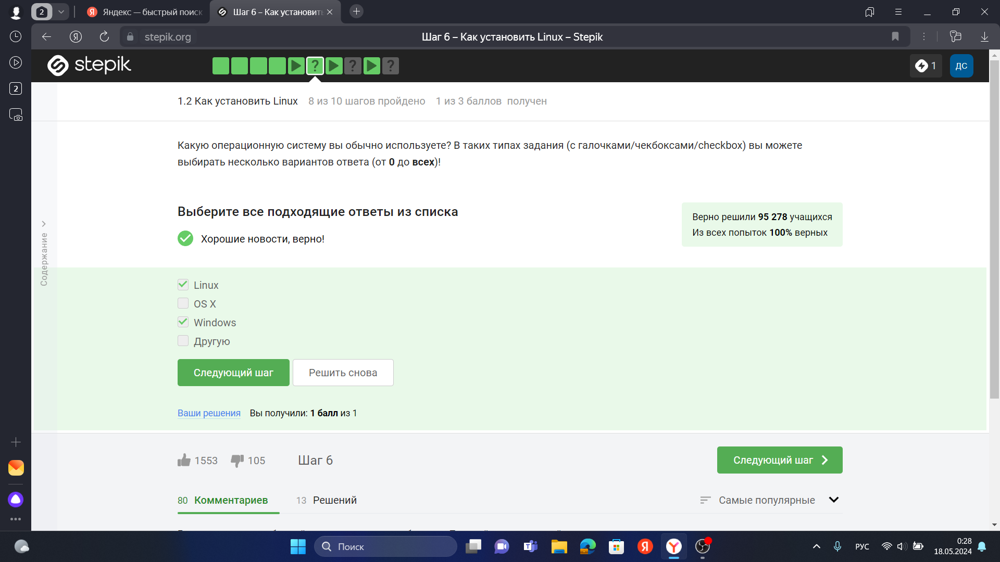 2
Яндекс — быстрый поиск
Шаг 6 – Как установить
stepik.org
Шаг 6 – Как установить Linux – Stepik
2
stepik
?
?
?
1
ДС
1.2 Как установить Linux 8 из 10 шагов пройдено 1 из 3 баллов получен
Какую операционную систему вы обычно используете? В таких типах задания (с галочками/чекбоксами/checkbox) вы можете
выбирать несколько вариантов ответа (от 0 до всех)!
Содержание
Выберите все подходящие ответы из списка
Хорошие новости, верно!
Верно решили 95 278 учащихся
Из всех попыток 100% верных
Linux
OS X
Windows
Другую
Следующий шаг
Решить снова
Ваши решения Вы получили: 1 балл из 1
1553
105
Шаг 6
Следующий шаг
80 Комментариев
13 Решений
Самые популярные
Поиск
РУС
0:28
18.05.2024